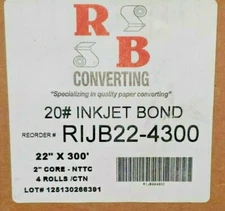 R B
CONVERTING
"Specializing in quality paper converting"
20# INKJET BOND
REORDER# RIJB22-4300
22" X 300'
2" CORE - NTTC
4 ROLLS /CTN
LOT# 125130266391